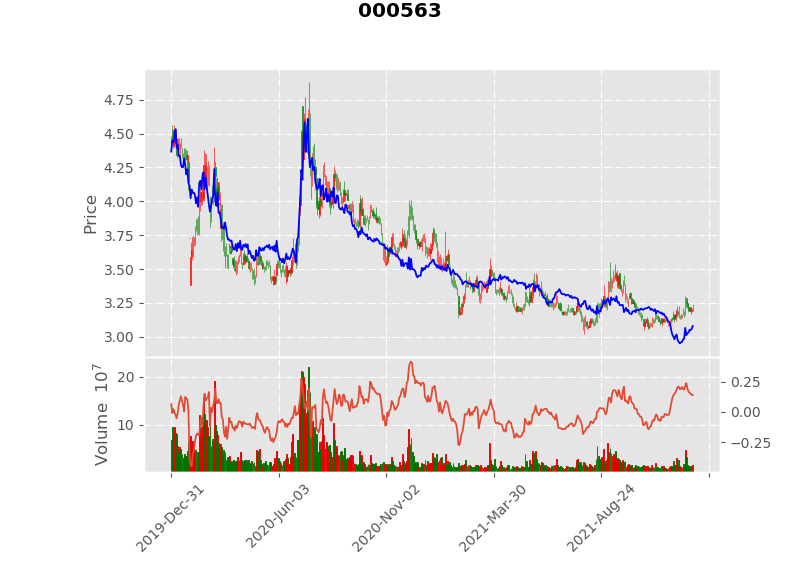 000563
4.75
4.50
4.25
4.00
3.75
3.50
3.25
3.00
Price
20
10
Volume 10^7
0.25
0.00
−0.25
2019-Dec-31
2020-Jun-03
2020-Nov-02
2021-Mar-30
2021-Aug-24